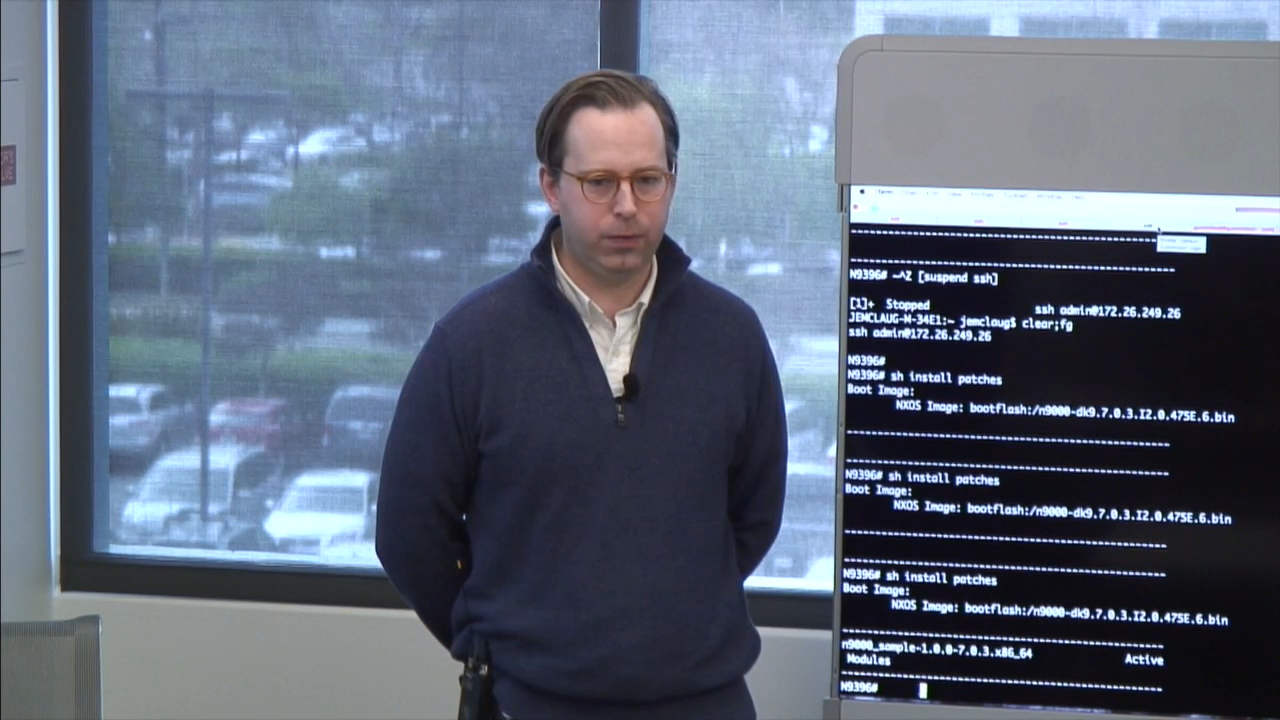 N9396# ~^Z [suspend ssh]
[1]+ Stopped ssh admin@172.26.249.26
JEMCLAUG-M-34E1:~ jemclaug$ clear;fg
ssh admin@172.26.249.26
N9396#
N9396# sh install patches
Boot Image:
NXOS Image: bootflash:/n9000-dk9.7.0.3.I2.0.475E.6.bin
----------------------------------------
----------------------------------------
N9396# sh install patches
Boot Image:
NXOS Image: bootflash:/n9000-dk9.7.0.3.I2.0.475E.6.bin
----------------------------------------
----------------------------------------
N9396# sh install patches
Boot Image:
NXOS Image: bootflash:/n9000-dk9.7.0.3.I2.0.475E.6.bin
----------------------------------------
n9000_sample-1.0.0-7.0.3.x86_64 Active
Modules
----------------------------------------
N9396#